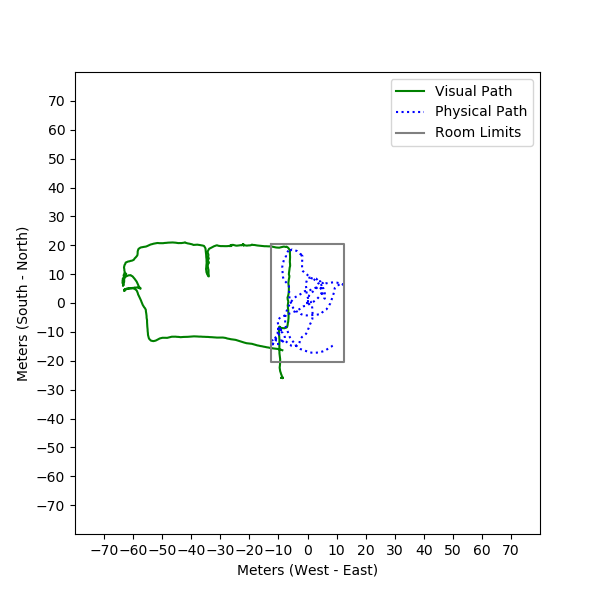 Visual Path
Physical Path
Room Limits
70
60
50
40
30
20
10
0
−10
−20
−30
−40
−50
−60
−70
Meters (South - North)
−70−60−50−40−30−20−10 0 10 20 30 40 50 60 70
Meters (West - East)